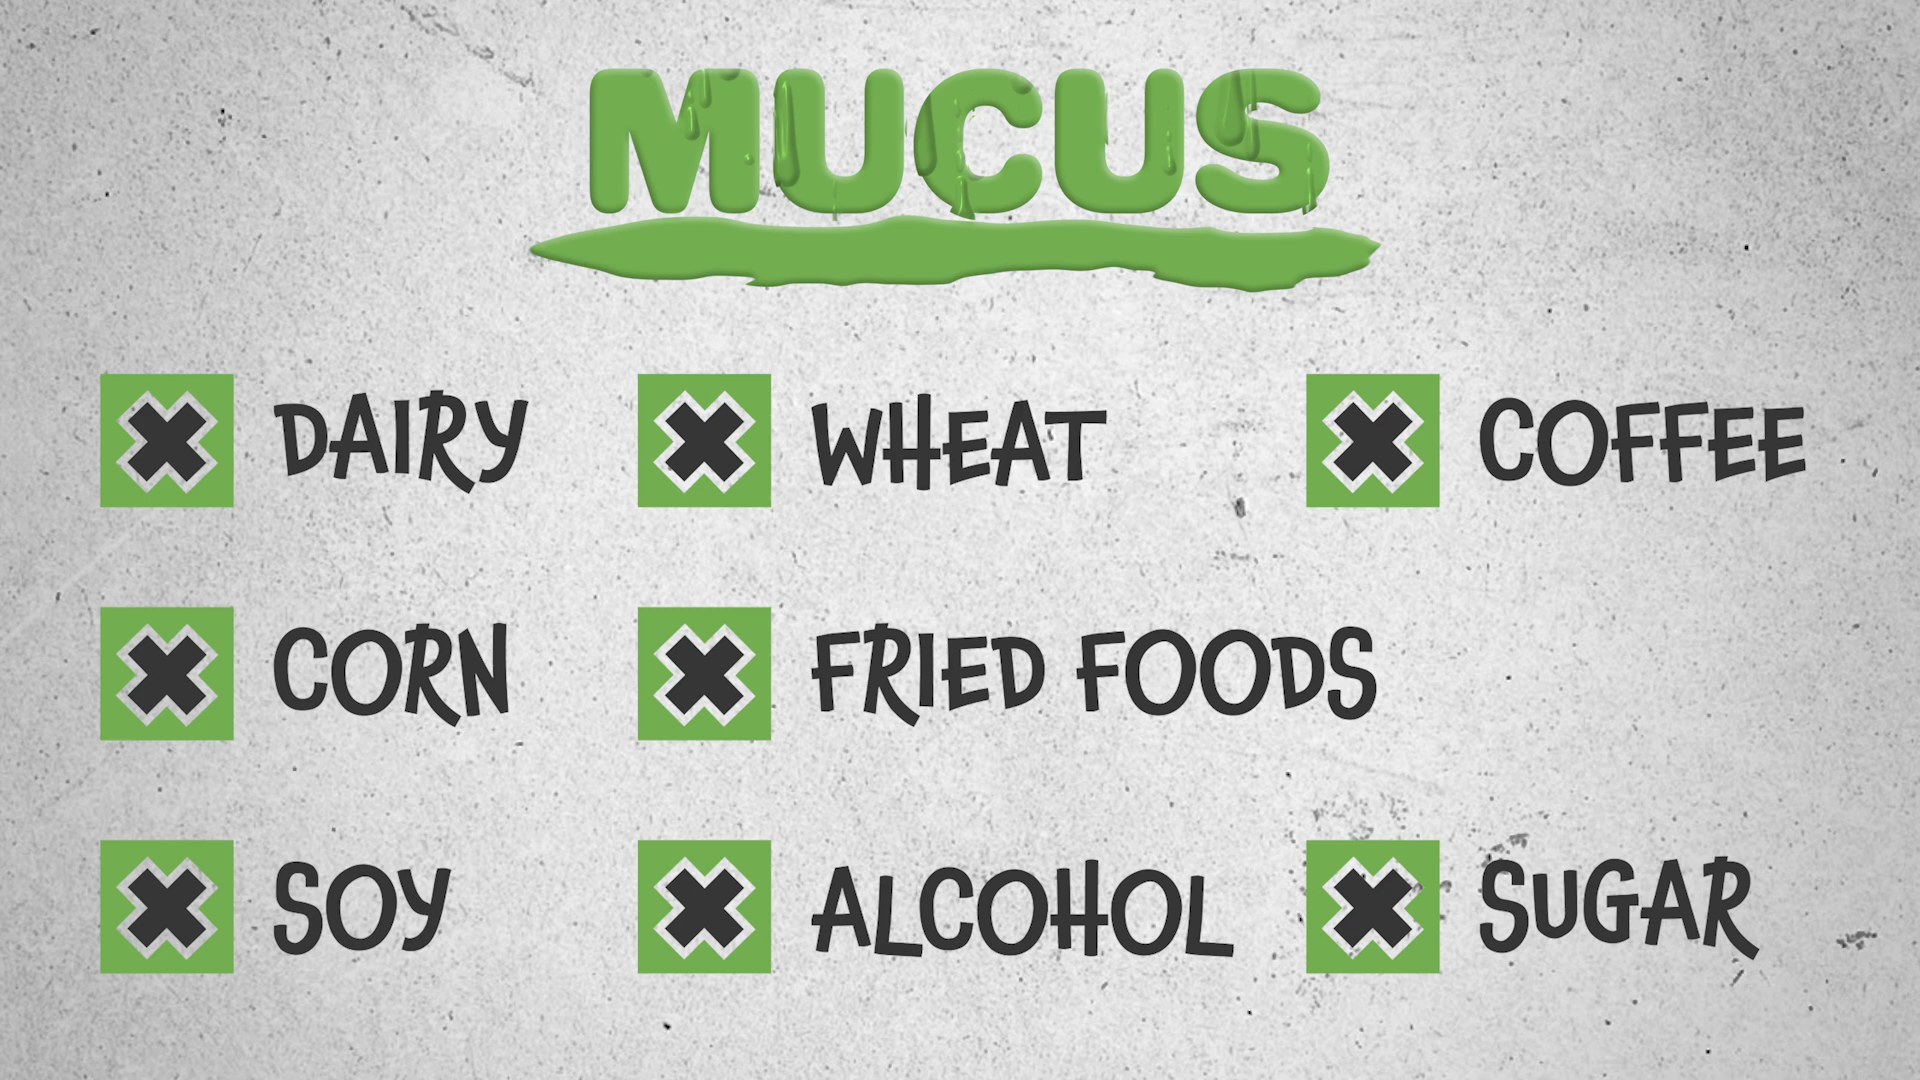 MUCUS
DAIRY
WHEAT
COFFEE
CORN
FRIED FOODS
SOY
ALCOHOL
SUGAR